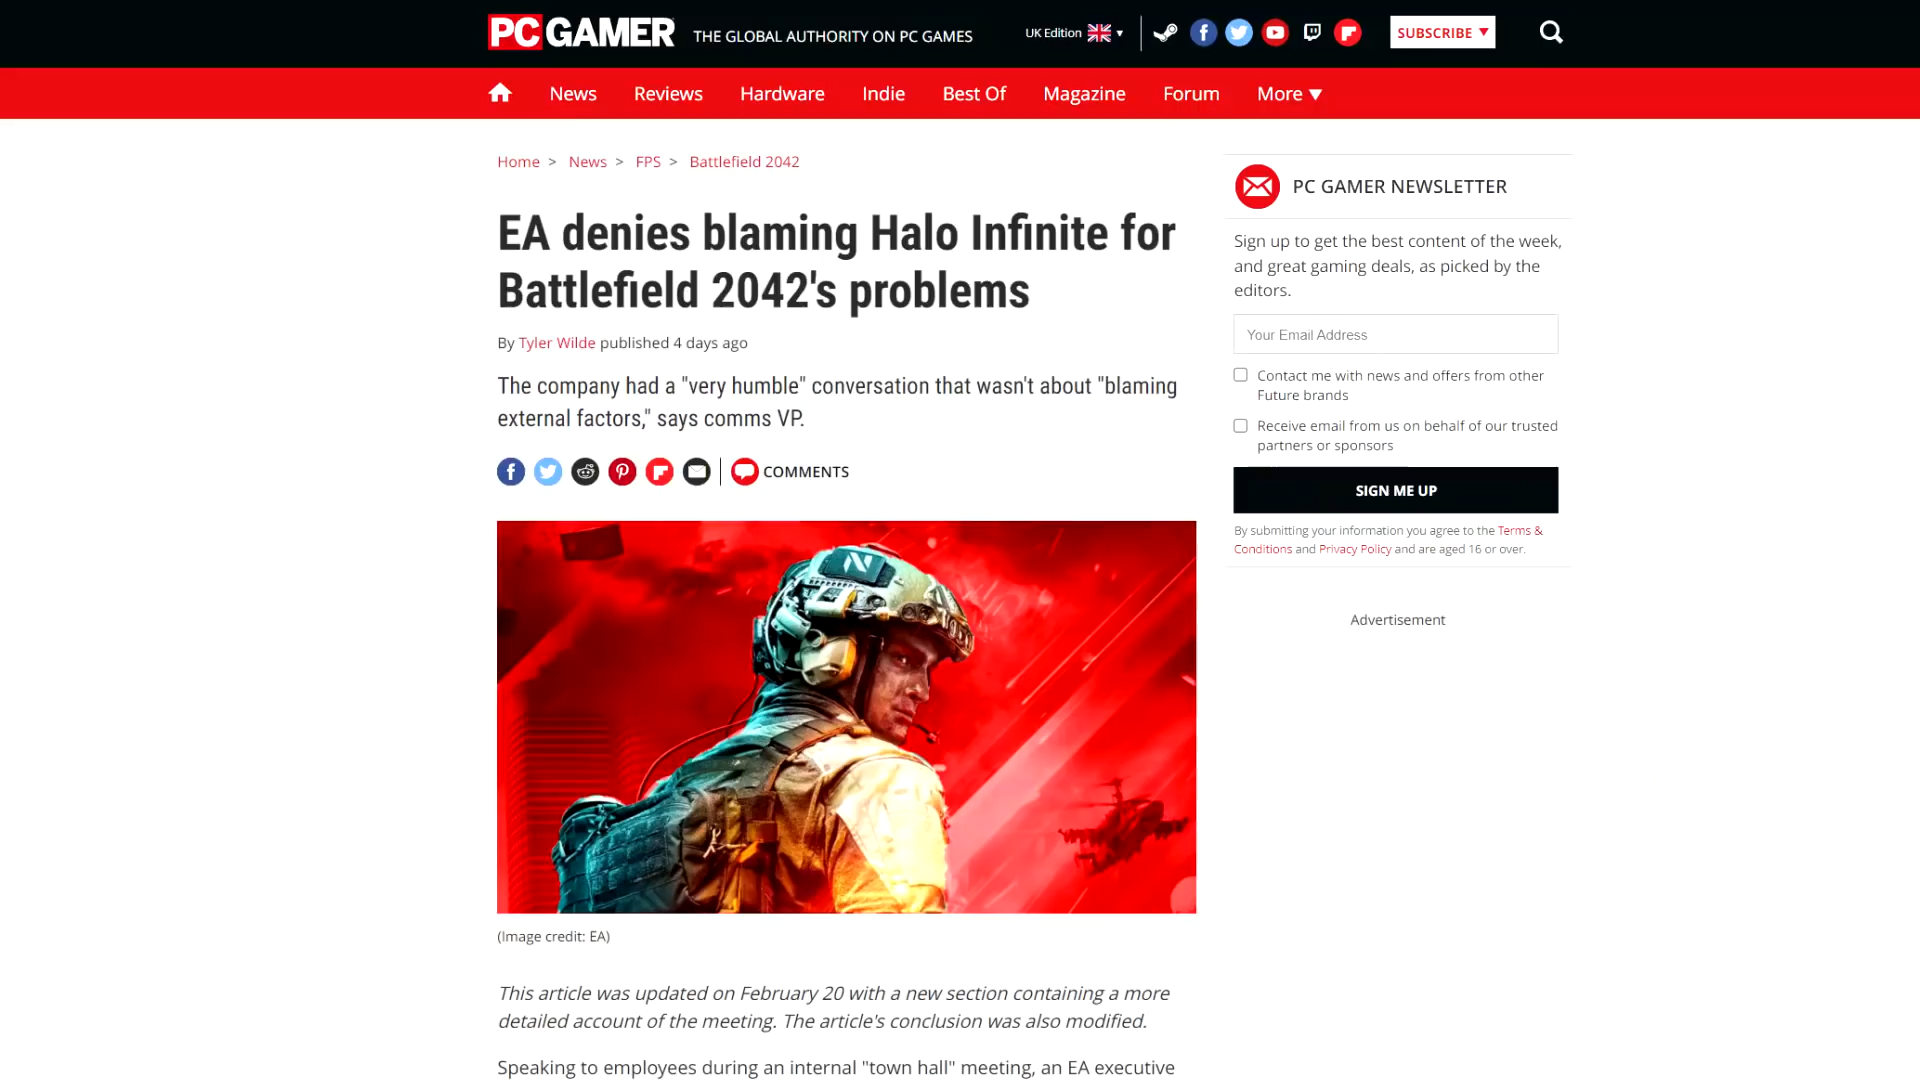 PC GAMER THE GLOBAL AUTHORITY ON PC GAMES UK Edition SUBSCRIBE
News Reviews Hardware Indie Best Of Magazine Forum More
Home > News > FPS > Battlefield 2042
EA denies blaming Halo Infinite for
Battlefield 2042's problems
By Tyler Wilde published 4 days ago
The company had a "very humble" conversation that wasn't about "blaming
external factors," says comms VP.
COMMENTS
(Image credit: EA)
This article was updated on February 20 with a new section containing a more
detailed account of the meeting. The article's conclusion was also modified.
Speaking to employees during an internal "town hall" meeting, an EA executive
PC GAMER NEWSLETTER
Sign up to get the best content of the week,
and great gaming deals, as picked by the
editors.
Your Email Address
Contact me with news and offers from other
Future brands
Receive email from us on behalf of our trusted
partners or sponsors
SIGN ME UP
By submitting your information you agree to the Terms &
Conditions and Privacy Policy and are aged 16 or over.
Advertisement